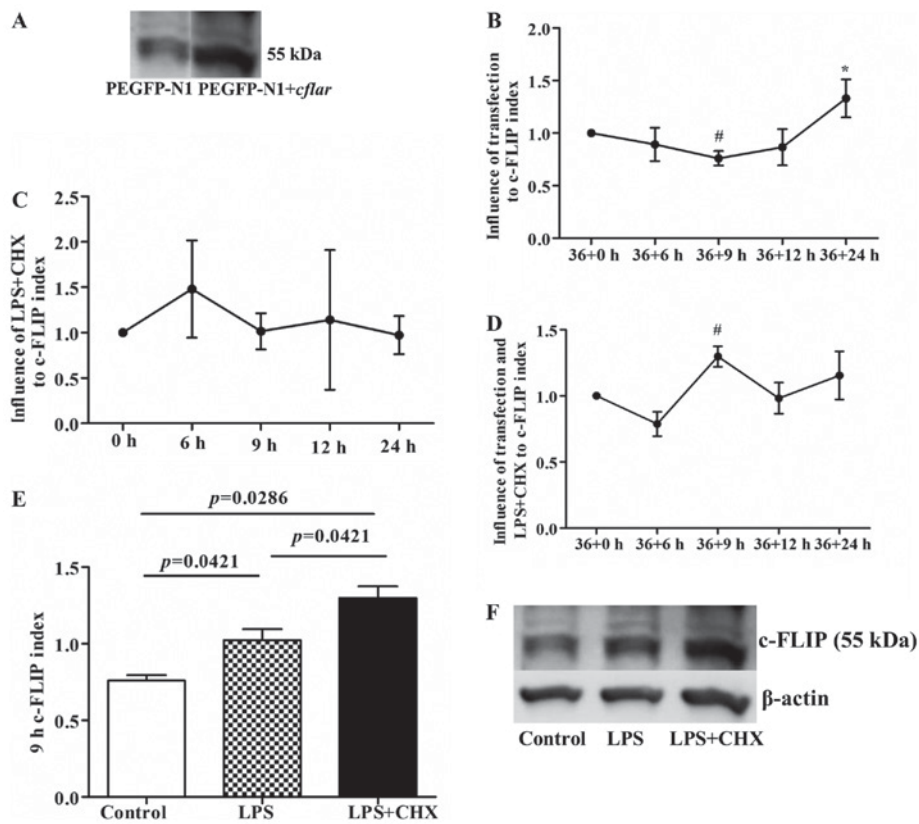 A
55 kDa
PEGFP-N1 PEGFP-N1+cflar
B
Influence of transfection
to c-FLIP index
1.5
*
#
1.0
0.5
0.0
36+0 h 36+6 h 36+9 h 36+12 h 36+24 h
C
Influence of LPS+CHX
to c-FLIP index
2.5
2.0
1.5
1.0
0.5
0.0
0 h 6 h 9 h 12 h 24 h
D
Influence of transfection and
LPS+CHX to c-FLIP index
1.5
#
1.0
0.5
0.0
36+0 h 36+6 h 36+9 h 36+12 h 36+24 h
E
9 h c-FLIP index
p=0.0286
p=0.0421
p=0.0421
1.5
1.0
0.5
0.0
Control LPS LPS+CHX
F
c-FLIP (55 kDa)
β-actin
Control LPS LPS+CHX